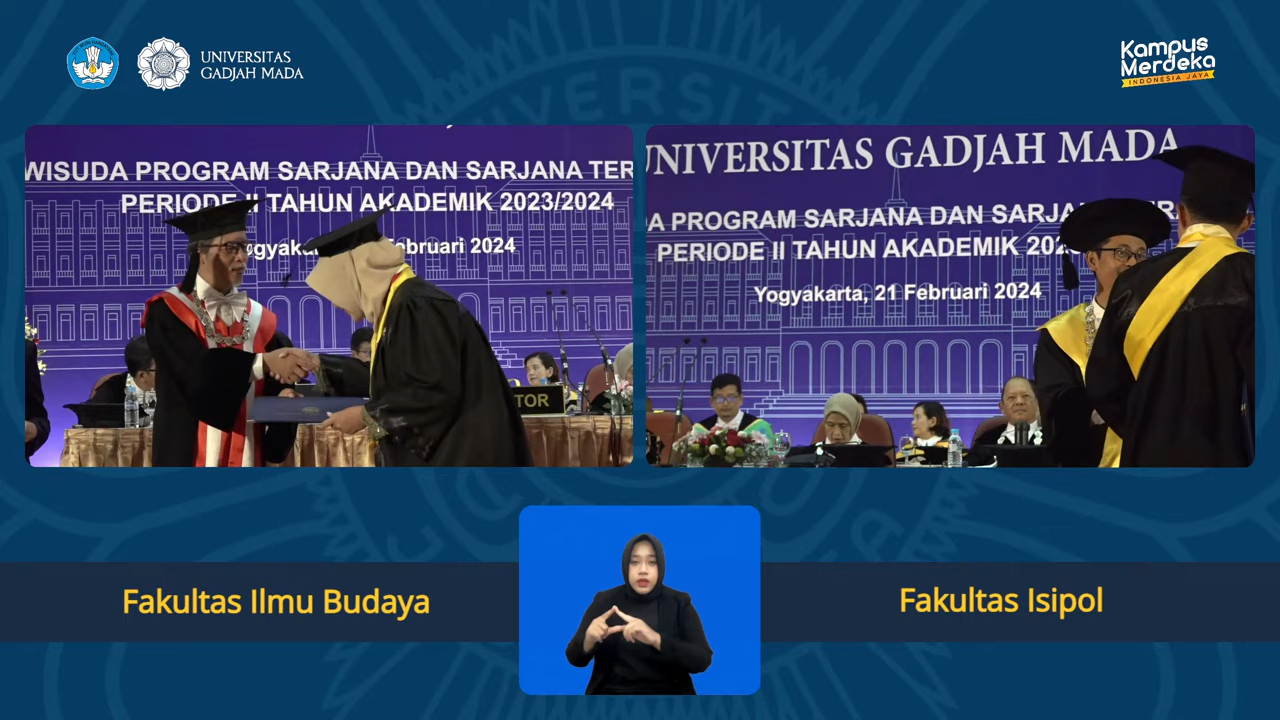 UNIVERSITAS
GADJAH MADA
Kampus
Merdeka
INDONESIA JAYA
WISUDA PROGRAM SARJANA DAN SARJANA TER
PERIODE II TAHUN AKADEMIK 2023/2024
Februari 2024
TOR
UNIVERSITAS GADJAH MADA
PROGRAM SARJANA DAN
PERIODE II TAHUN AKADEMIK
Yogyakarta, 21 Februari 2024
Fakultas Ilmu Budaya
Fakultas Isipol